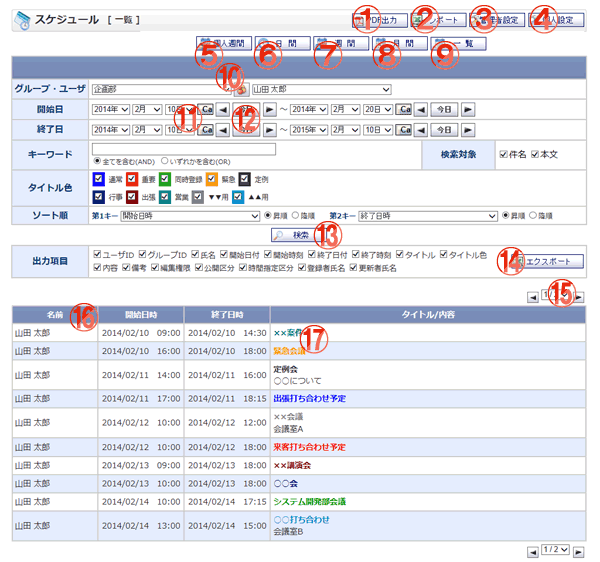 スケジュール [ 一覧 ]
① PDF出力 ② インポート ③ 管理者設定 ④ 個人設定
⑤ 個人週間 ⑥ 日 間 ⑦ 週 間 ⑧ 月 間 ⑨ 一 覧
グループ・ユーザ 企画部 ⑩ 山田 太郎
開始日 2014年 2月 10日 ⑪ Ca ◀ ⑫ 今日 ▶ ～ 2014年 2月 20日 Ca ◀ 今日 ▶
終了日 2014年 2月 10日 Ca ◀ 今日 ▶ ～ 2015年 2月 10日 Ca ◀ 今日 ▶
キーワード 検索対象 件名 本文
全てを含む(AND) いずれかを含む(OR)
タイトル色 通常 重要 同時登録 緊急 定例
行事 出張 営業 ▼▼用 ▲▲用
ソート順 第1キー 開始日時 昇順 降順 第2キー 終了日時 昇順 降順
検索 ⑬
出力項目 ユーザID グループID 氏名 開始日付 開始時刻 終了日付 終了時刻 タイトル タイトル色
内容 備考 編集権限 公開区分 時間指定区分 登録者氏名 更新者氏名
⑭ エクスポート
◀ 1 / 2 ▶ ⑮
名前 ⑯ 開始日時 終了日時 タイトル/内容
山田 太郎 2014/02/10 09:00 2014/02/10 14:30 ××案件 ⑰
山田 太郎 2014/02/10 16:00 2014/02/10 18:00 緊急会議
山田 太郎 2014/02/11 14:00 2014/02/11 16:00 定例会
○○について
山田 太郎 2014/02/11 17:00 2014/02/11 18:15 出張打ち合わせ予定
山田 太郎 2014/02/12 10:00 2014/02/12 12:00 ××会議
会議室A
山田 太郎 2014/02/12 10:00 2014/02/12 18:00 来客打ち合わせ予定
山田 太郎 2014/02/13 09:00 2014/02/13 18:00 ××講演会
山田 太郎 2014/02/13 10:00 2014/02/13 18:00 ○○会
山田 太郎 2014/02/14 10:00 2014/02/14 17:15 システム開発部会議
山田 太郎 2014/02/14 13:00 2014/02/14 15:00 ○○打ち合わせ
会議室B
◀ 1 / 2 ▶